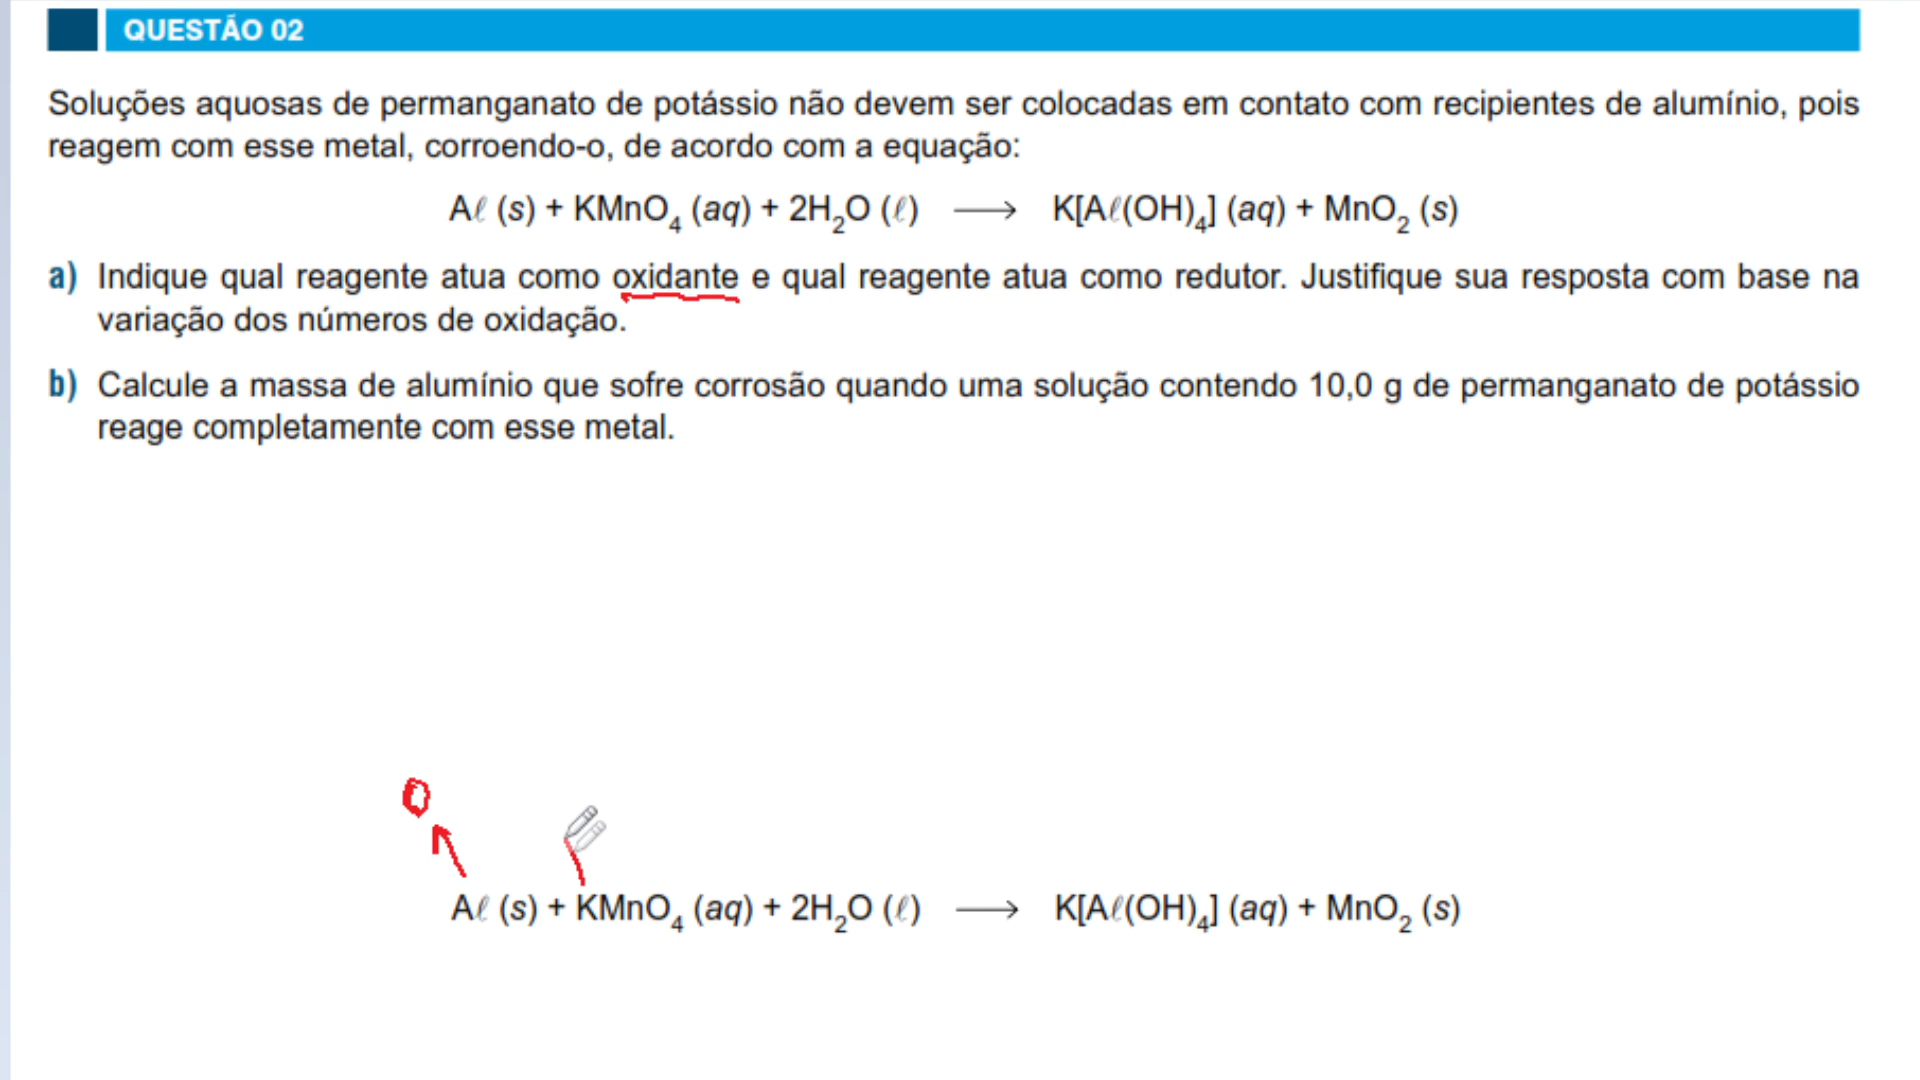 QUESTÃO 02
Soluções aquosas de permanganato de potássio não devem ser colocadas em contato com recipientes de alumínio, pois
reagem com esse metal, corroendo-o, de acordo com a equação:
Aℓ (s) + KMnO₄ (aq) + 2H₂O (ℓ) ⟶ K[Aℓ(OH)₄] (aq) + MnO₂ (s)
a) Indique qual reagente atua como oxidante e qual reagente atua como redutor. Justifique sua resposta com base na
variação dos números de oxidação.
b) Calcule a massa de alumínio que sofre corrosão quando uma solução contendo 10,0 g de permanganato de potássio
reage completamente com esse metal.
0
Aℓ (s) + KMnO₄ (aq) + 2H₂O (ℓ) ⟶ K[Aℓ(OH)₄] (aq) + MnO₂ (s)